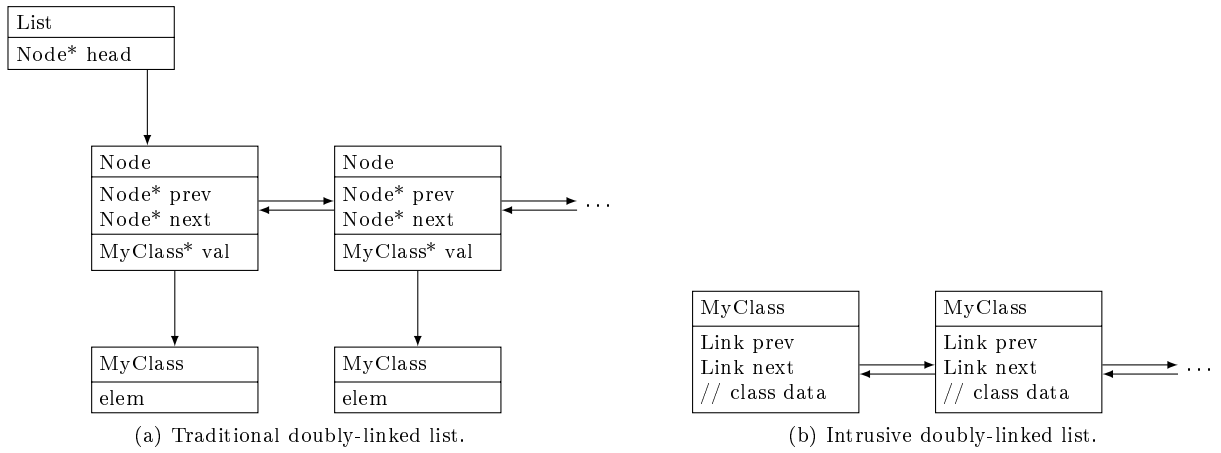 List
Node* head
Node
Node* prev
Node* next
MyClass* val
Node
Node* prev
Node* next
MyClass* val
...
MyClass
elem
MyClass
elem
(a) Traditional doubly-linked list.
MyClass
Link prev
Link next
// class data
MyClass
Link prev
Link next
// class data
...
(b) Intrusive doubly-linked list.